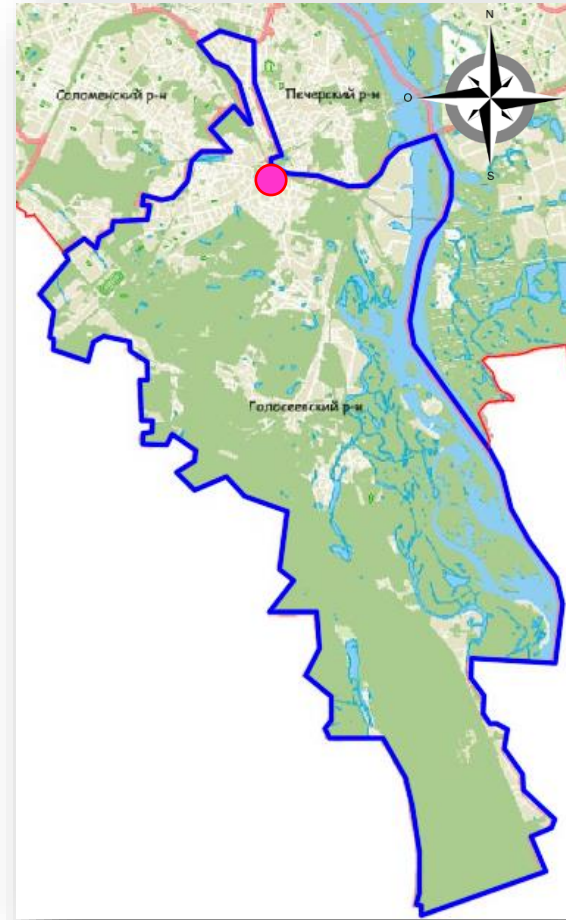 N
Соломенский р-н
Печерский р-н
O
S
Голосеевский р-н